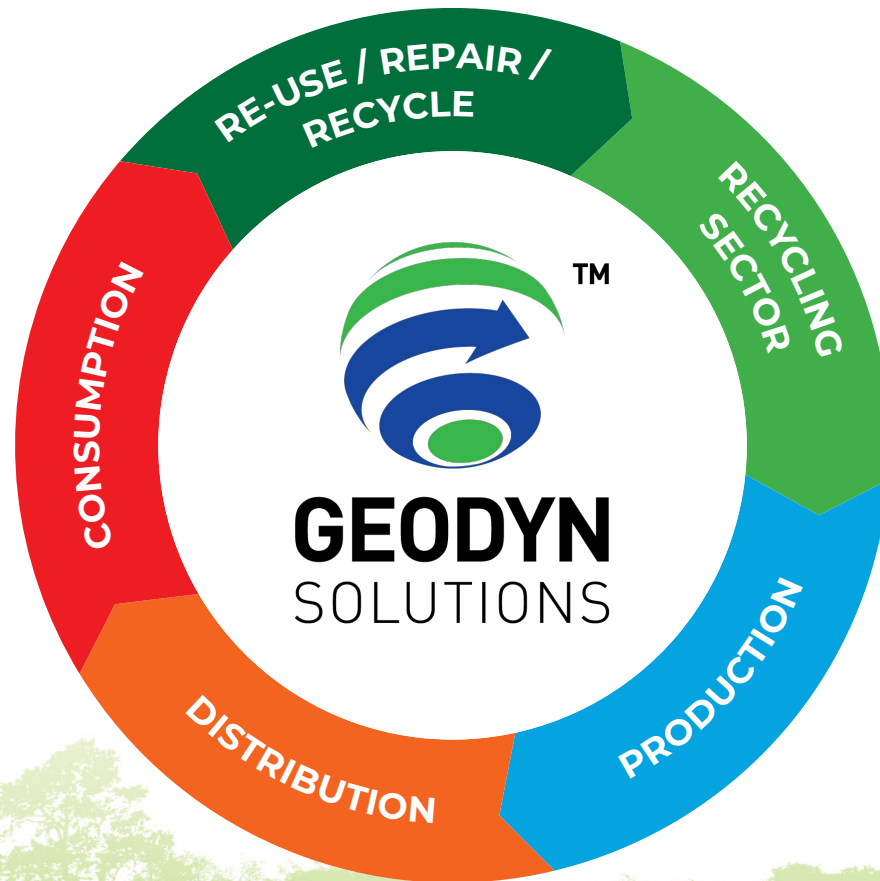 RE-USE / REPAIR /
RECYCLE
RECYCLING
SECTOR
PRODUCTION
DISTRIBUTION
CONSUMPTION
TM
GEODYN
SOLUTIONS